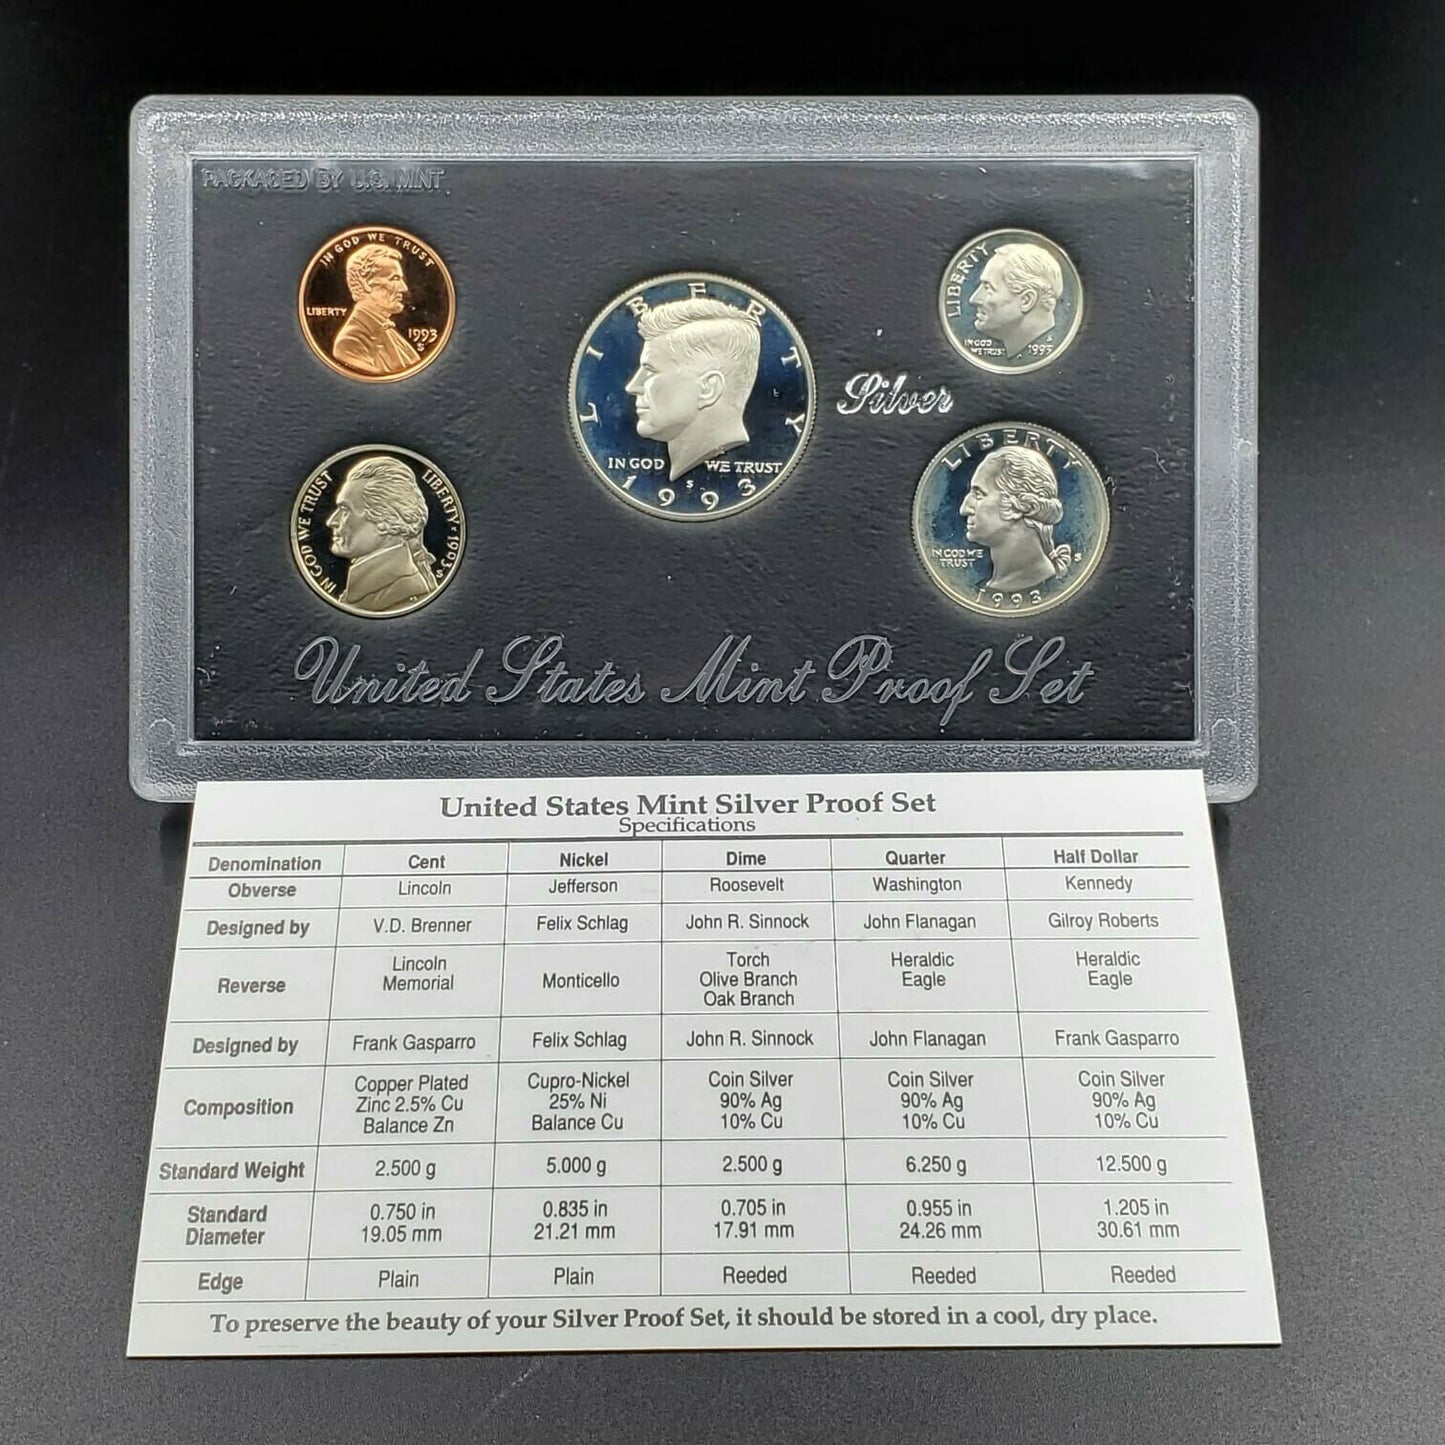 PACKAGED BY U.S. MINT
IN GOD WE TRUST
LIBERTY
1993
S
LIBERTY
IN GOD WE TRUST
1993
S
LIBERTY
IN GOD
WE TRUST
S
1993
Silver
IN GOD WE TRUST
LIBERTY * 1993
S
LIBERTY
IN GOD WE
TRUST
S
1993
United States Mint Proof Set
United States Mint Silver Proof Set
Specifications
Denomination Cent Nickel Dime Quarter Half Dollar
Obverse Lincoln Jefferson Roosevelt Washington Kennedy
Designed by V.D. Brenner Felix Schlag John R. Sinnock John Flanagan Gilroy Roberts
Reverse Lincoln Memorial Monticello Torch Olive Branch Oak Branch Heraldic Eagle Heraldic Eagle
Designed by Frank Gasparro Felix Schlag John R. Sinnock John Flanagan Frank Gasparro
Composition Copper Plated Zinc 2.5% Cu Balance Zn Cupro-Nickel 25% Ni Balance Cu Coin Silver 90% Ag 10% Cu Coin Silver 90% Ag 10% Cu Coin Silver 90% Ag 10% Cu
Standard Weight 2.500 g 5.000 g 2.500 g 6.250 g 12.500 g
Standard Diameter 0.750 in 19.05 mm 0.835 in 21.21 mm 0.705 in 17.91 mm 0.955 in 24.26 mm 1.205 in 30.61 mm
Edge Plain Plain Reeded Reeded Reeded
To preserve the beauty of your Silver Proof Set, it should be stored in a cool, dry place.